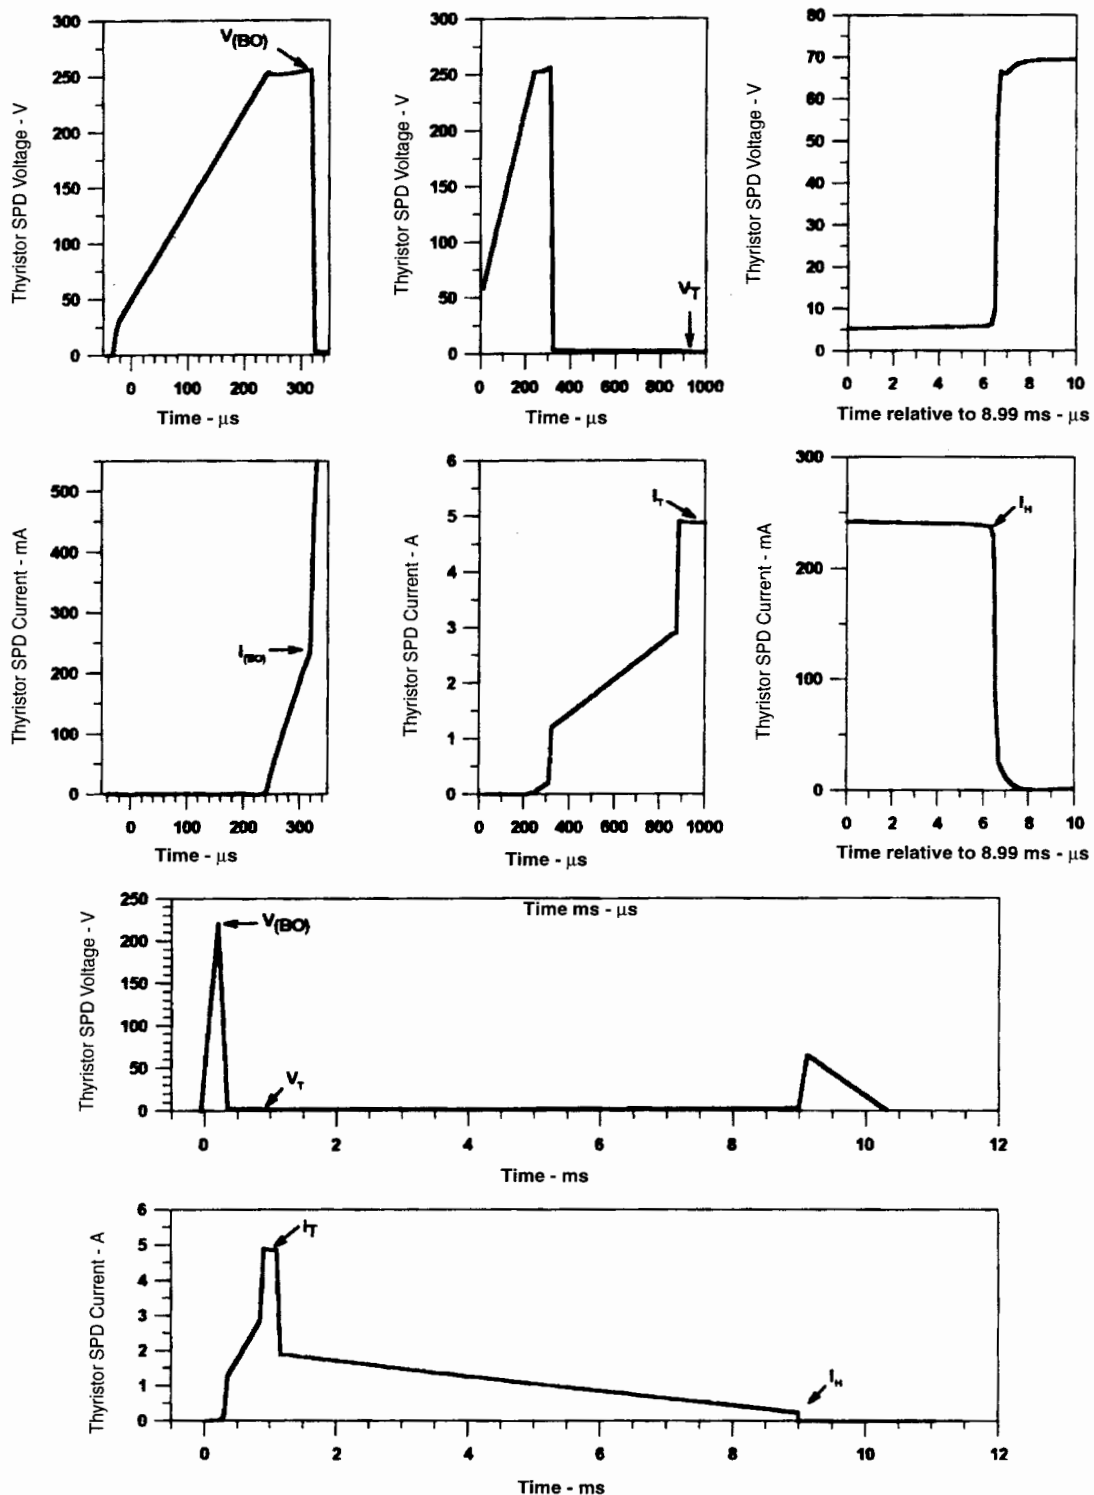 Thyristor SPD Voltage - V
300
250
200
150
100
50
0
V(BO)
0 100 200 300
Time - μs
Thyristor SPD Voltage - V
300
250
200
150
100
50
0
VT
0 200 400 600 800 1000
Time - μs
Thyristor SPD Voltage - V
80
70
60
50
40
30
20
10
0
0 2 4 6 8 10
Time relative to 8.99 ms - μs
Thyristor SPD Current - mA
500
400
300
200
100
0
I(BO)
0 100 200 300
Time - μs
Thyristor SPD Current - A
6
5
4
3
2
1
0
IT
0 200 400 600 800 1000
Time - μs
Thyristor SPD Current - mA
300
200
100
0
IH
0 2 4 6 8 10
Time relative to 8.99 ms - μs
Thyristor SPD Voltage - V
250
200
150
100
50
0
Time ms - μs
V(BO)
VT
0 2 4 6 8 10 12
Time - ms
Thyristor SPD Current - A
6
5
4
3
2
1
0
IT
IH
0 2 4 6 8 10 12
Time - ms